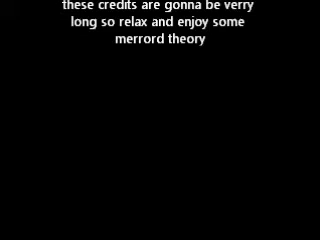 these credits are gonna be verry
long so relax and enjoy some
merrord theory